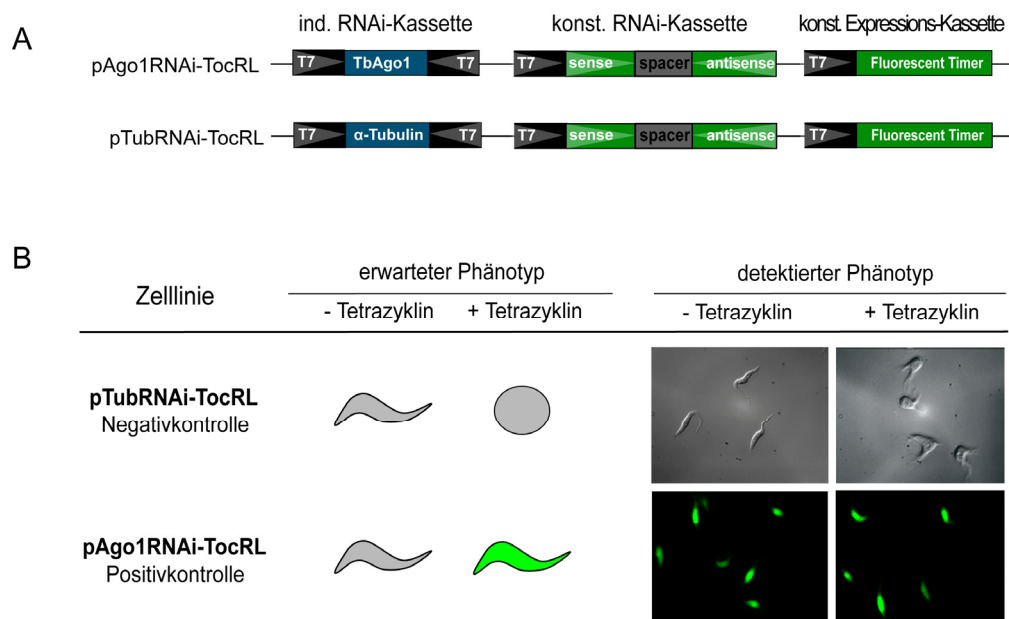 A
ind. RNAi-Kassette konst. RNAi-Kassette konst. Expressions-Kassette
pAgo1RNAi-TocRL T7 TbAgo1 T7 T7 sense spacer antisense T7 Fluorescent Timer
pTubRNAi-TocRL T7 α-Tubulin T7 T7 sense spacer antisense T7 Fluorescent Timer
B
Zelllinie
erwarteter Phänotyp detektierter Phänotyp
- Tetrazyklin + Tetrazyklin - Tetrazyklin + Tetrazyklin
pTubRNAi-TocRL
Negativkontrolle
pAgo1RNAi-TocRL
Positivkontrolle